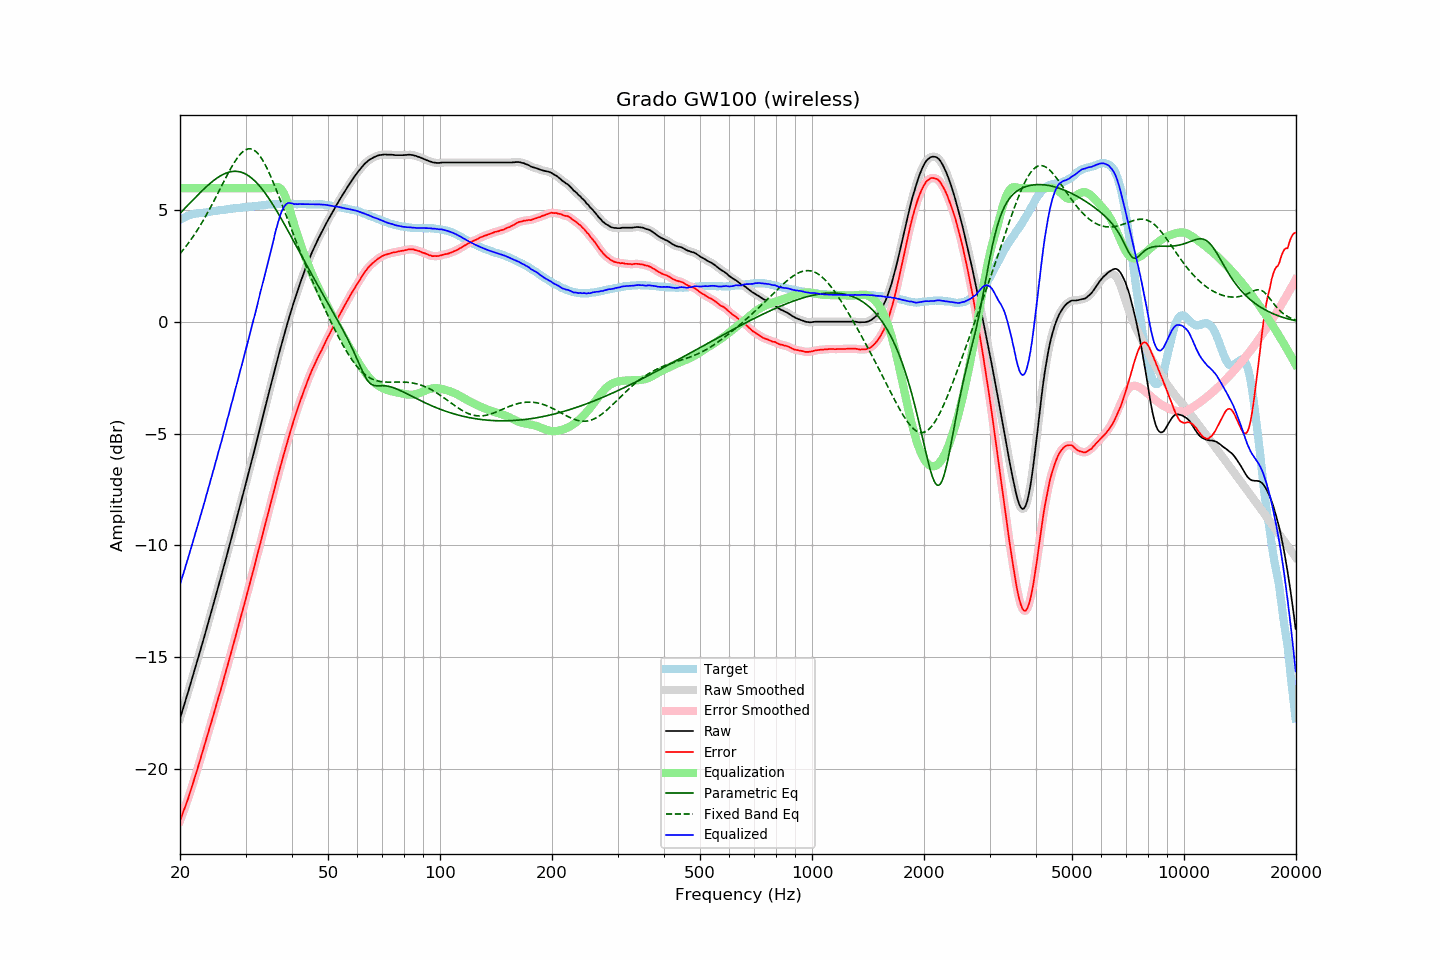 Grado GW100 (wireless)
Amplitude (dBr)
5
0
−5
−10
−15
−20
Target
Raw Smoothed
Error Smoothed
Raw
Error
Equalization
Parametric Eq
Fixed Band Eq
Equalized
20 50 100 200 500 1000 2000 5000 10000 20000
Frequency (Hz)